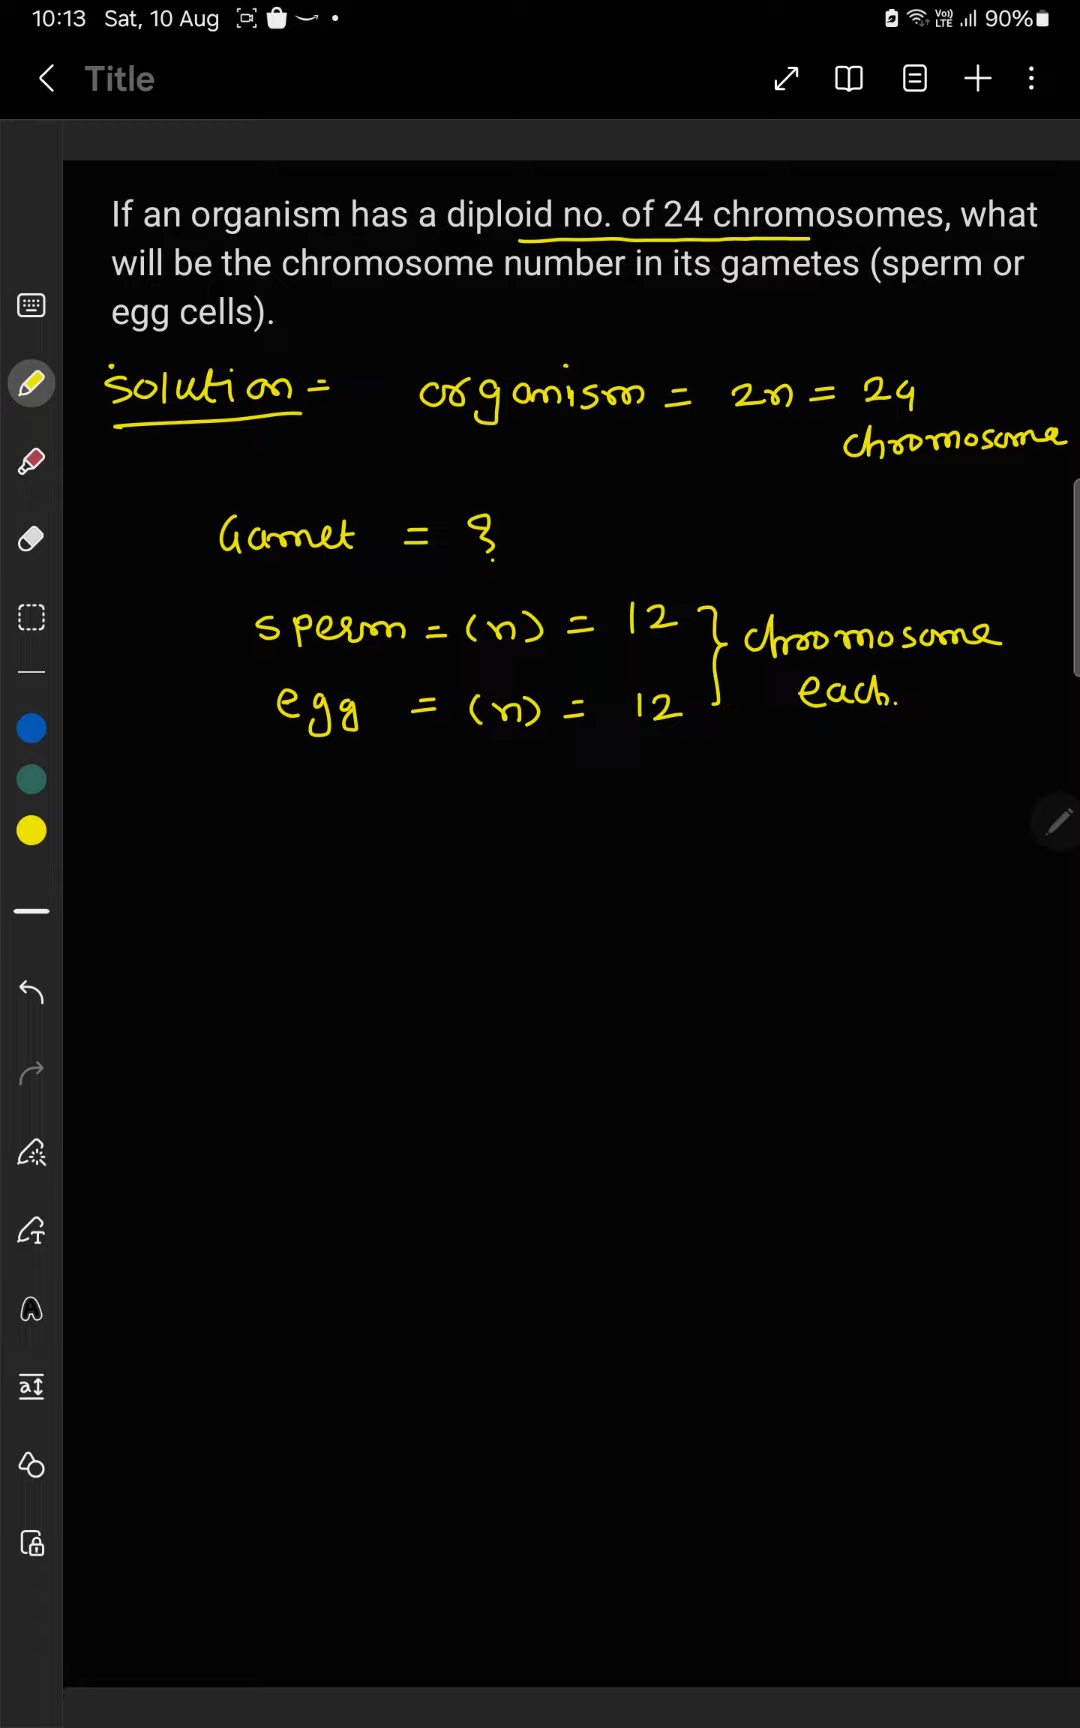 10:13 Sat, 10 Aug
Vo)) LTE 90%
Title
If an organism has a diploid no. of 24 chromosomes, what
will be the chromosome number in its gametes (sperm or
egg cells).
Solution = organism = 2n = 24
chromosome
Gamet = ?
sperm = (n) = 12 } chromosome
egg = (n) = 12 each.